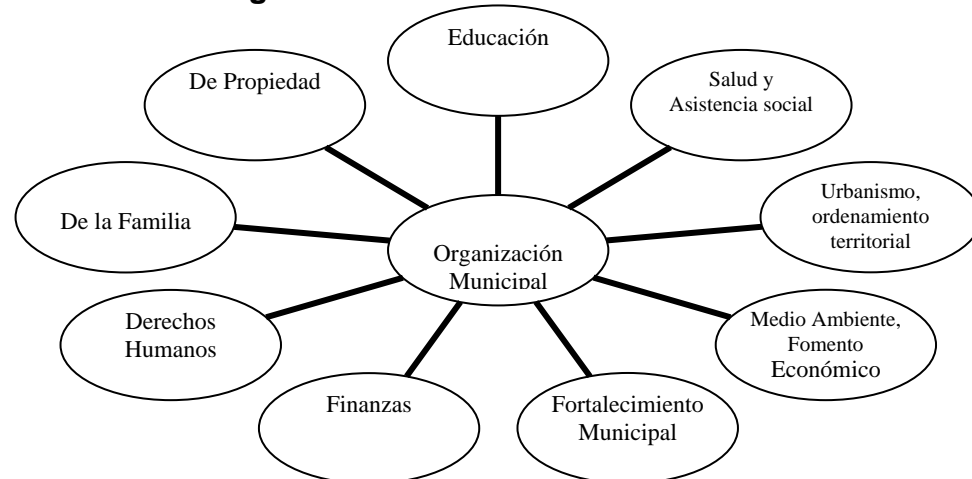 Educación
De Propiedad
Salud y
Asistencia social
De la Familia
Urbanismo,
ordenamiento
territorial
Organización
Municipal
Derechos
Humanos
Medio Ambiente,
Fomento
Económico
Finanzas
Fortalecimiento
Municipal